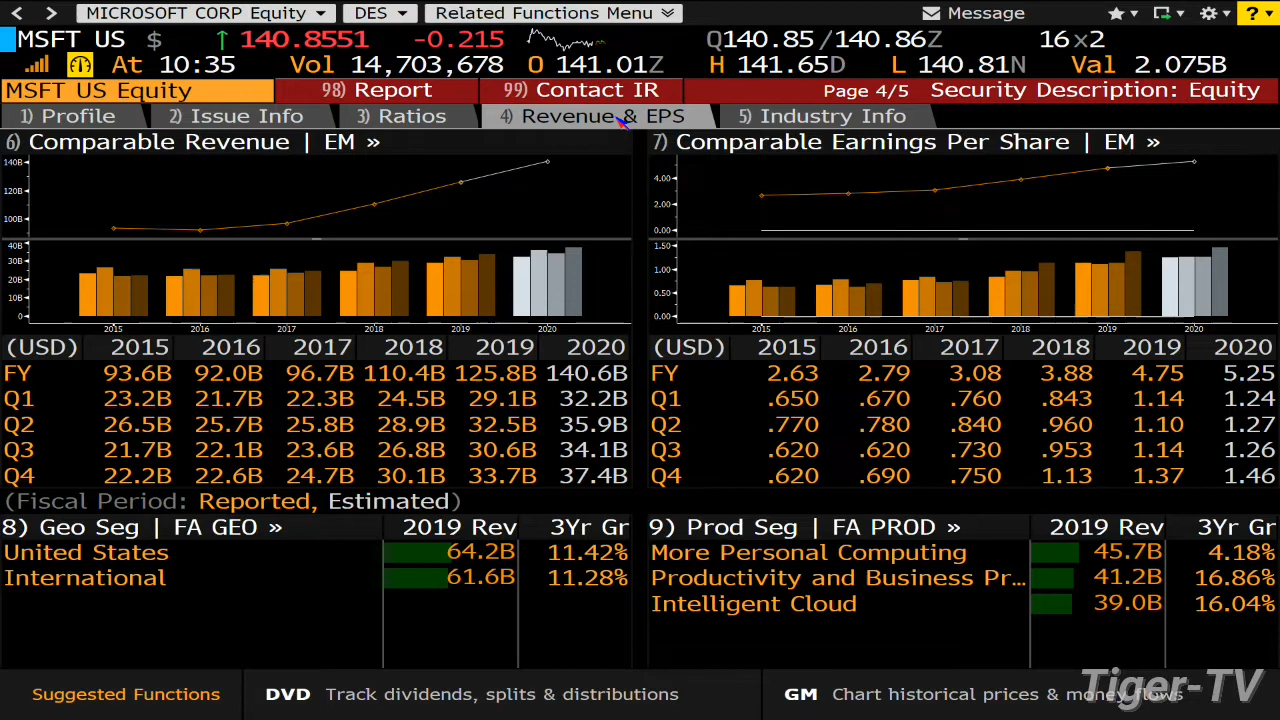 MICROSOFT CORP Equity DES Related Functions Menu Message ?
MSFT US $ ↑ 140.8551 -0.215 Q140.85/140.86Z 16×2
At 10:35 Vol 14,703,678 O 141.01Z H 141.65D L 140.81N Val 2.075B
MSFT US Equity 98) Report 99) Contact IR Page 4/5 Security Description: Equity
1) Profile 2) Issue Info 3) Ratios 4) Revenue & EPS 5) Industry Info
6) Comparable Revenue | EM » 7) Comparable Earnings Per Share | EM »
140B
120B 4.00
100B 2.00
0.00
40B 1.50
30B 1.00
20B
10B 0.50
0 0.00
2015 2016 2017 2018 2019 2020 2015 2016 2017 2018 2019 2020
(USD) 2015 2016 2017 2018 2019 2020 (USD) 2015 2016 2017 2018 2019 2020
FY 93.6B 92.0B 96.7B 110.4B 125.8B 140.6B FY 2.63 2.79 3.08 3.88 4.75 5.25
Q1 23.2B 21.7B 22.3B 24.5B 29.1B 32.2B Q1 .650 .670 .760 .843 1.14 1.24
Q2 26.5B 25.7B 25.8B 28.9B 32.5B 35.9B Q2 .770 .780 .840 .960 1.10 1.27
Q3 21.7B 22.1B 23.6B 26.8B 30.6B 34.1B Q3 .620 .620 .730 .953 1.14 1.26
Q4 22.2B 22.6B 24.7B 30.1B 33.7B 37.4B Q4 .620 .690 .750 1.13 1.37 1.46
(Fiscal Period: Reported, Estimated)
8) Geo Seg | FA GEO » 2019 Rev 3Yr Gr 9) Prod Seg | FA PROD » 2019 Rev 3Yr Gr
United States 64.2B 11.42% More Personal Computing 45.7B 4.18%
International 61.6B 11.28% Productivity and Business Pr... 41.2B 16.86%
Intelligent Cloud 39.0B 16.04%
Suggested Functions DVD Track dividends, splits & distributions GM Chart historical prices & money flows
Tiger-TV